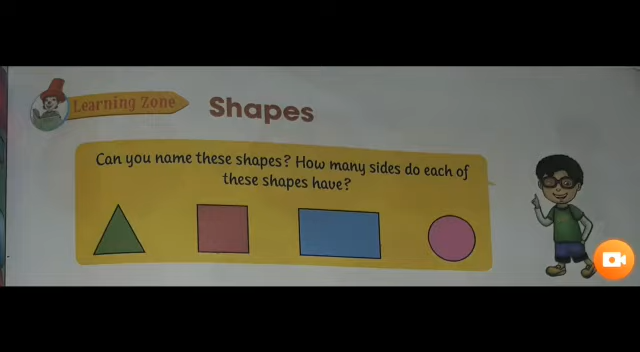 Learning Zone
Shapes
Can you name these shapes? How many sides do each of
these shapes have?